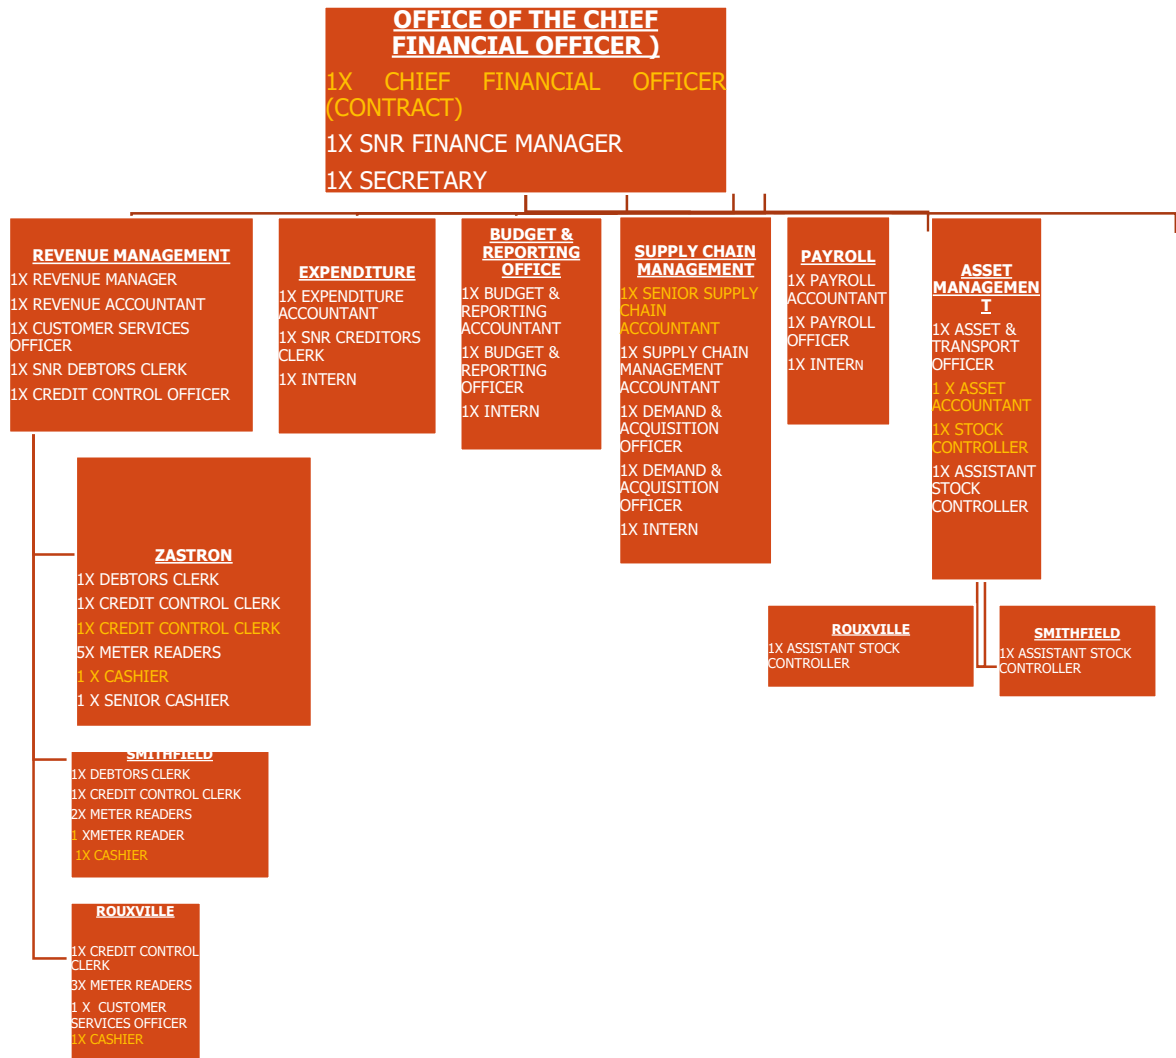 OFFICE OF THE CHIEF
FINANCIAL OFFICER )
1X CHIEF FINANCIAL OFFICER
(CONTRACT)
1X SNR FINANCE MANAGER
1X SECRETARY
REVENUE MANAGEMENT
1X REVENUE MANAGER
1X REVENUE ACCOUNTANT
1X CUSTOMER SERVICES
OFFICER
1X SNR DEBTORS CLERK
1X CREDIT CONTROL OFFICER
EXPENDITURE
1X EXPENDITURE
ACCOUNTANT
1X SNR CREDITORS
CLERK
1X INTERN
BUDGET &
REPORTING
OFFICE
1X BUDGET &
REPORTING
ACCOUNTANT
1X BUDGET &
REPORTING
OFFICER
1X INTERN
SUPPLY CHAIN
MANAGEMENT
1X SENIOR SUPPLY
CHAIN
ACCOUNTANT
1X SUPPLY CHAIN
MANAGEMENT
ACCOUNTANT
1X DEMAND &
ACQUISITION
OFFICER
1X DEMAND &
ACQUISITION
OFFICER
1X INTERN
PAYROLL
1X PAYROLL
ACCOUNTANT
1X PAYROLL
OFFICER
1X INTERN
ASSET
MANAGEMEN
T
1X ASSET &
TRANSPORT
OFFICER
1 X ASSET
ACCOUNTANT
1X STOCK
CONTROLLER
1X ASSISTANT
STOCK
CONTROLLER
ZASTRON
1X DEBTORS CLERK
1X CREDIT CONTROL CLERK
1X CREDIT CONTROL CLERK
5X METER READERS
1 X CASHIER
1 X SENIOR CASHIER
ROUXVILLE
1X ASSISTANT STOCK
CONTROLLER
SMITHFIELD
1X ASSISTANT STOCK
CONTROLLER
SMITHFIELD
1X DEBTORS CLERK
1X CREDIT CONTROL CLERK
2X METER READERS
1 XMETER READER
1X CASHIER
ROUXVILLE
1X CREDIT CONTROL
CLERK
3X METER READERS
1 X CUSTOMER
SERVICES OFFICER
1X CASHIER